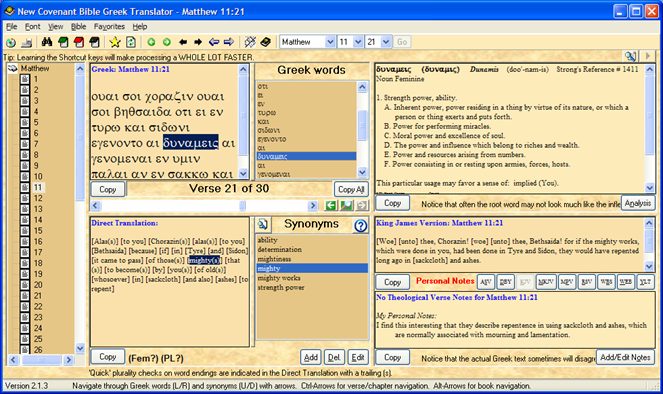 New Covenant Bible Greek Translator - Matthew 11:21
File Font View Bible Favorites Help
Matthew 11 21 Go
Tip: Learning the Shortcut keys will make processing a WHOLE LOT FASTER.
Matthew
1
2
3
4
5
6
7
8
9
10
11
12
13
14
15
16
17
18
19
20
21
22
23
24
25
26
Greek: Matthew 11:21
ουαι σοι χοραζιν ουαι
σοι βηθσαιδα οτι ει εν
τυρω και σιδωνι
εγενοντο αι δυναμεις αι
γενομεναι εν υμιν
παλαι αν εν σακκω και
Copy
Verse 21 of 30
Copy All
Greek words
οτι
ει
εν
τυρω
και
σιδωνι
εγενοντο
αι
δυναμεις
αι
γενομεναι
δυναμεις (δυναμις) Dunamis (doo'-nam-is) Strong's Reference # 1411
Noun Feminine
1. Strength power, ability.
A. Inherent power, power residing in a thing by virtue of its nature, or which a
person or thing exerts and puts forth.
B. Power for performing miracles.
C. Moral power and excellence of soul.
D. The power and influence which belong to riches and wealth.
E. Power and resources arising from numbers.
F. Power consisting in or resting upon armies, forces, hosts.
This particular usage may favor a sense of: implied (You).
Copy
Notice that often the root word may not look much like the infle
Analysis
Direct Translation:
[Alas(s)] [to you] [Chorazin(s)] [alas(s)] [to you]
[Bethsaida] [because] [if] [in] [Tyre] [and] [Sidon]
[it came to pass] [of those(s)] [mighty(s)] [that
(s)] [to become(s)] [by] [you(s)] [of old(s)]
[whosoever] [in] [sackcloth] [and also] [ashes] [to
repent]
Copy
(Fem?) (PL?)
Synonyms
ability
determination
mightiness
mighty
mighty works
strength power
Add Del Edit
King James Version: Matthew 11:21
[Woe] [unto] thee, Chorazin! [woe] [unto] thee, Bethsaida! for if the mighty works,
which were done in you, had been done in Tyre and Sidon, they would have repented
long ago in [sackcloth] and ashes.
Copy
Personal Notes
ASV DBY KJV MKJV MPV RSV WBS WEB YLT
No Theological Verse Notes for Matthew 11:21
My Personal Notes:
I find this interesting that they describe repentence in using sackcloth and ashes, which
are normally associated with mourning and lamentation.
Copy
Notice that the actual Greek text sometimes will disagre
Add/Edit Notes
'Quick' plurality checks on word endings are indicated in the Direct Translation with a trailing (s).
Version 2.1.3 Navigate through Greek words (L/R) and synonyms (U/D) with arrows. Ctrl-Arrows for verse/chapter navigation. Alt-Arrows for book navigation.